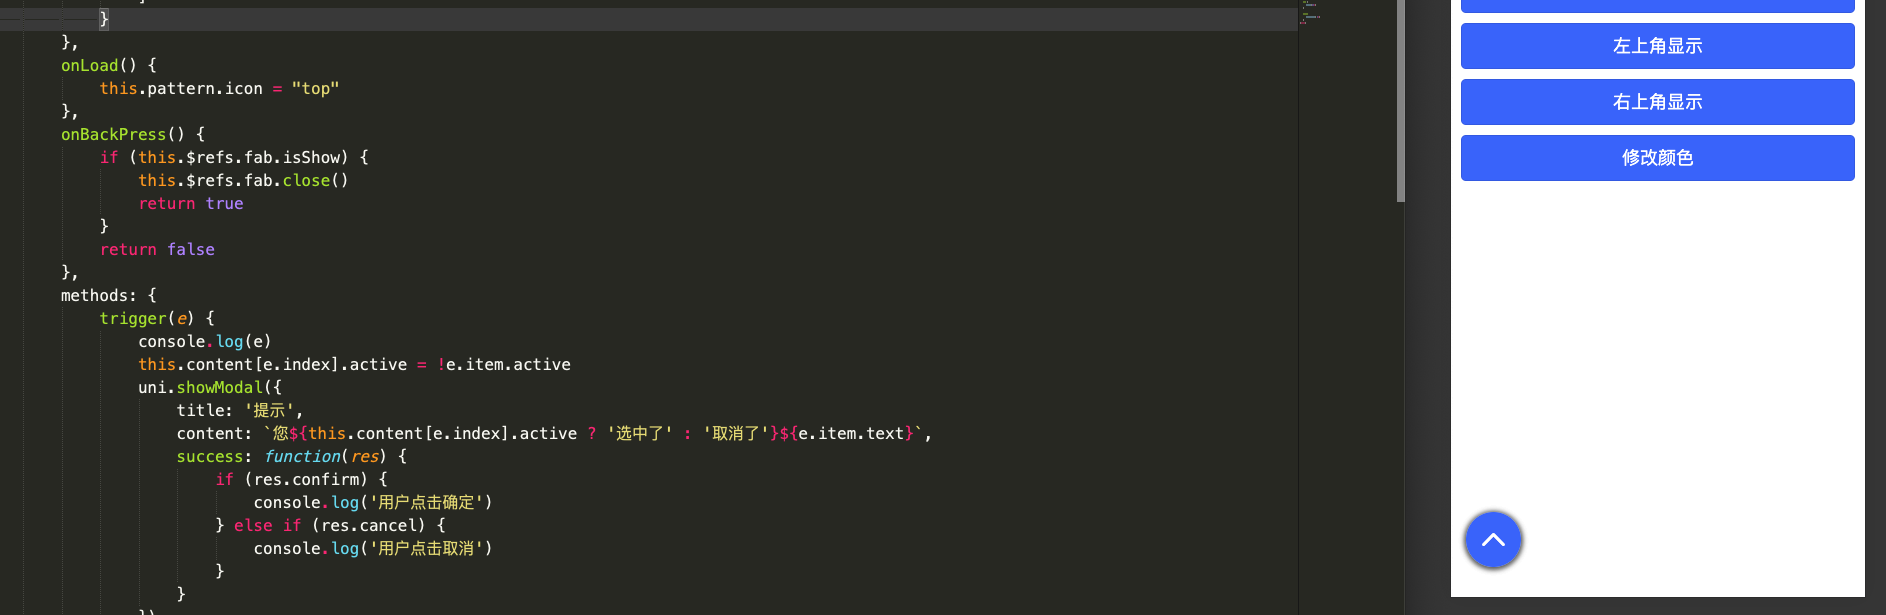 }
},
onLoad() {
this.pattern.icon = "top"
},
onBackPress() {
if (this.$refs.fab.isShow) {
this.$refs.fab.close()
return true
}
return false
},
methods: {
trigger(e) {
console.log(e)
this.content[e.index].active = !e.item.active
uni.showModal({
title: '提示',
content: `您${this.content[e.index].active ? '选中了' : '取消了'}${e.item.text}`,
success: function(res) {
if (res.confirm) {
console.log('用户点击确定')
} else if (res.cancel) {
console.log('用户点击取消')
}
}
左上角显示
右上角显示
修改颜色